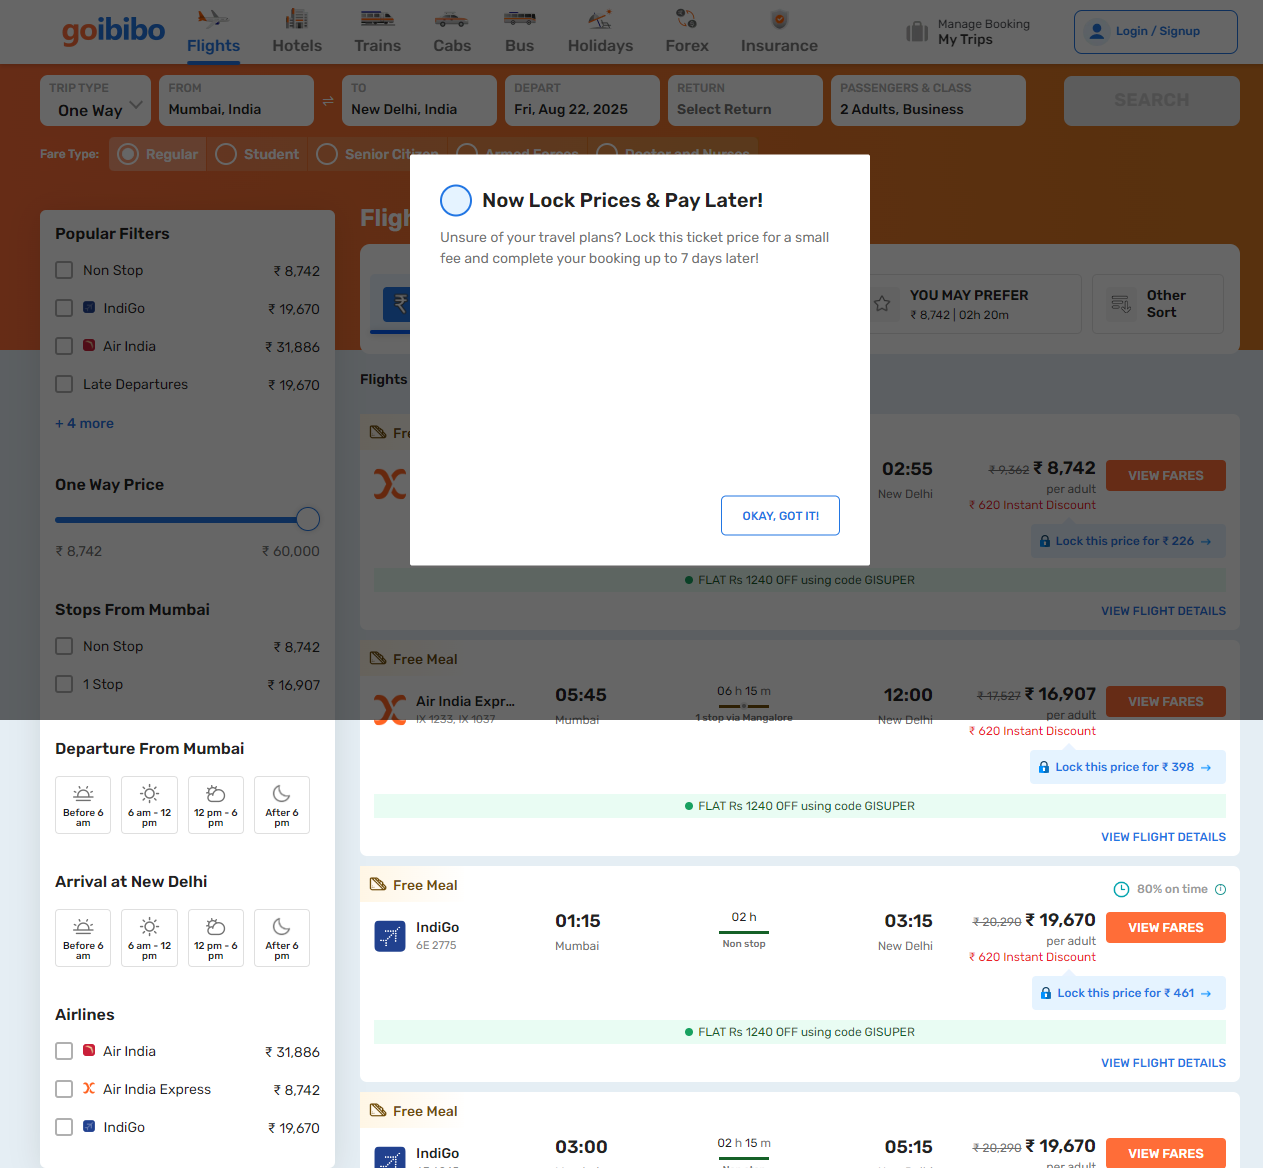 goibibo
Flights
Hotels
Trains
Cabs
Bus
Holidays
Forex
Insurance
Manage Booking
My Trips
Login / Signup
TRIP TYPE
One Way
FROM
Mumbai, India
TO
New Delhi, India
DEPART
Fri, Aug 22, 2025
RETURN
Select Return
PASSENGERS & CLASS
2 Adults, Business
SEARCH
Fare Type:
Regular
Student
Senior Citizen
Armed Forces
Doctor and Nurses
Now Lock Prices & Pay Later!
Unsure of your travel plans? Lock this ticket price for a small
fee and complete your booking up to 7 days later!
OKAY, GOT IT!
Popular Filters
Non Stop ₹ 8,742
IndiGo ₹ 19,670
Air India ₹ 31,886
Late Departures ₹ 19,670
+ 4 more
One Way Price
₹ 8,742 ₹ 60,000
Stops From Mumbai
Non Stop ₹ 8,742
1 Stop ₹ 16,907
Departure From Mumbai
Before 6 am
6 am - 12 pm
12 pm - 6 pm
After 6 pm
Arrival at New Delhi
Before 6 am
6 am - 12 pm
12 pm - 6 pm
After 6 pm
Airlines
Air India ₹ 31,886
Air India Express ₹ 8,742
IndiGo ₹ 19,670
YOU MAY PREFER
₹ 8,742 | 02h 20m
Other
Sort
Flights
02:55
New Delhi
₹ 9,362 ₹ 8,742
per adult
₹ 620 Instant Discount
VIEW FARES
Lock this price for ₹ 226 →
FLAT Rs 1240 OFF using code GISUPER
VIEW FLIGHT DETAILS
Free Meal
Air India Expr...
IX 1233, IX 1037
05:45
Mumbai
06 h 15 m
1 stop via Mangalore
12:00
New Delhi
₹ 17,527 ₹ 16,907
per adult
₹ 620 Instant Discount
VIEW FARES
Lock this price for ₹ 398 →
FLAT Rs 1240 OFF using code GISUPER
VIEW FLIGHT DETAILS
Free Meal
80% on time
IndiGo
6E 2775
01:15
Mumbai
02 h
Non stop
03:15
New Delhi
₹ 20,290 ₹ 19,670
per adult
₹ 620 Instant Discount
VIEW FARES
Lock this price for ₹ 461 →
FLAT Rs 1240 OFF using code GISUPER
VIEW FLIGHT DETAILS
Free Meal
IndiGo
03:00
02 h 15 m
05:15
₹ 20,290 ₹ 19,670
VIEW FARES